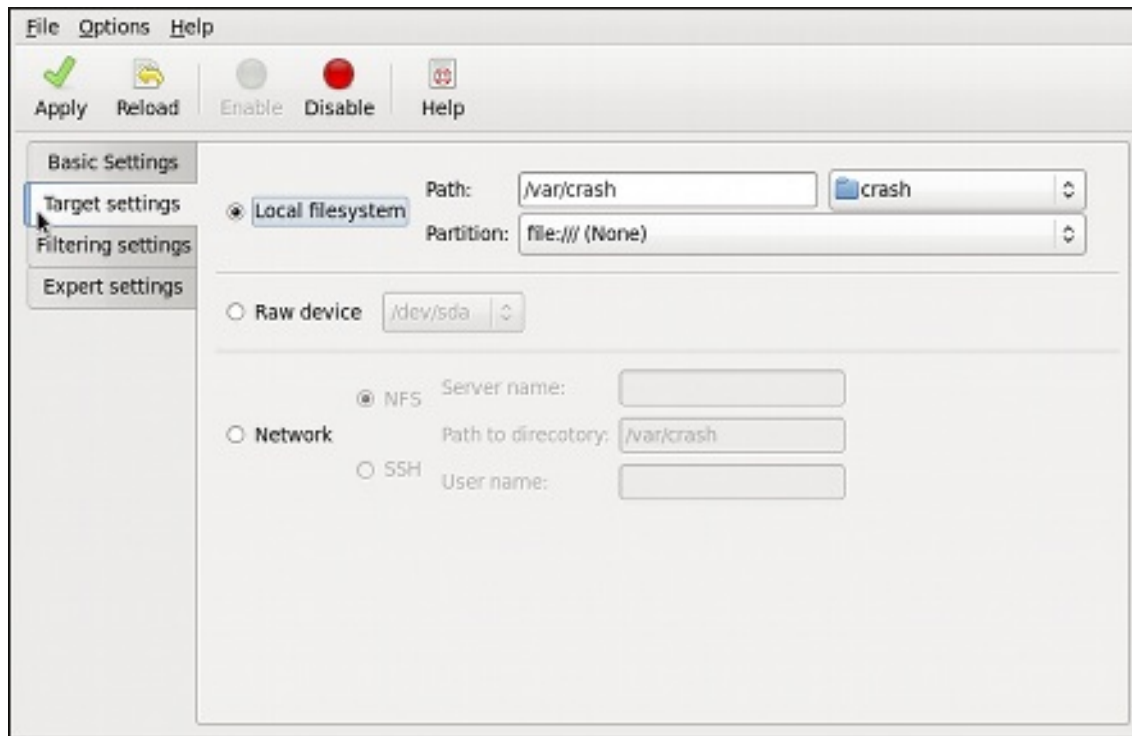 File Options Help
Apply Reload Enable Disable Help
Basic Settings
Target settings
Filtering settings
Expert settings
Local filesystem
Path: /var/crash crash
Partition: file:/// (None)
Raw device /dev/sda
Network
NFS
SSH
Server name:
Path to direcotory: /var/crash
User name: